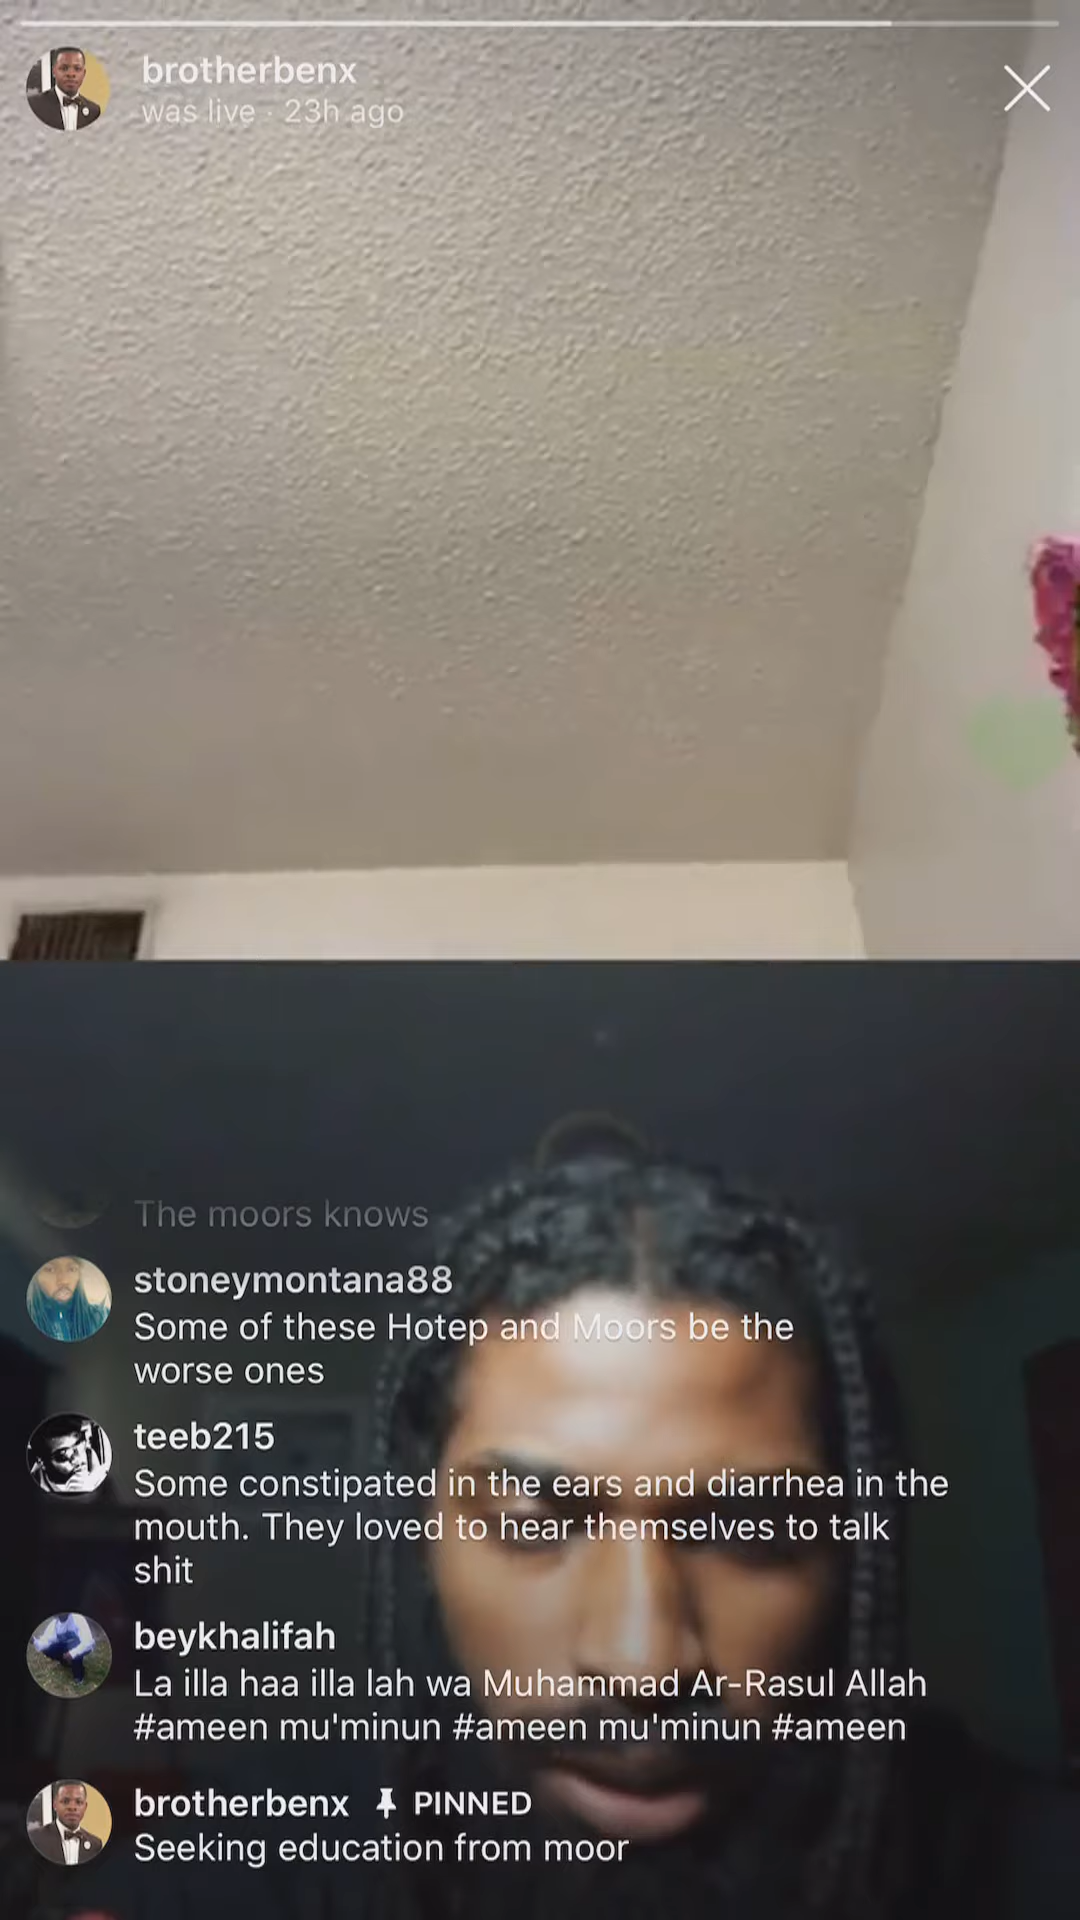 brotherbenx
was live · 23h ago
The moors knows
stoneymontana88
Some of these Hotep and Moors be the
worse ones
teeb215
Some constipated in the ears and diarrhea in the
mouth. They loved to hear themselves to talk
shit
beykhalifah
La illa haa illa lah wa Muhammad Ar-Rasul Allah
#ameen mu'minun #ameen mu'minun #ameen
brotherbenx PINNED
Seeking education from moor